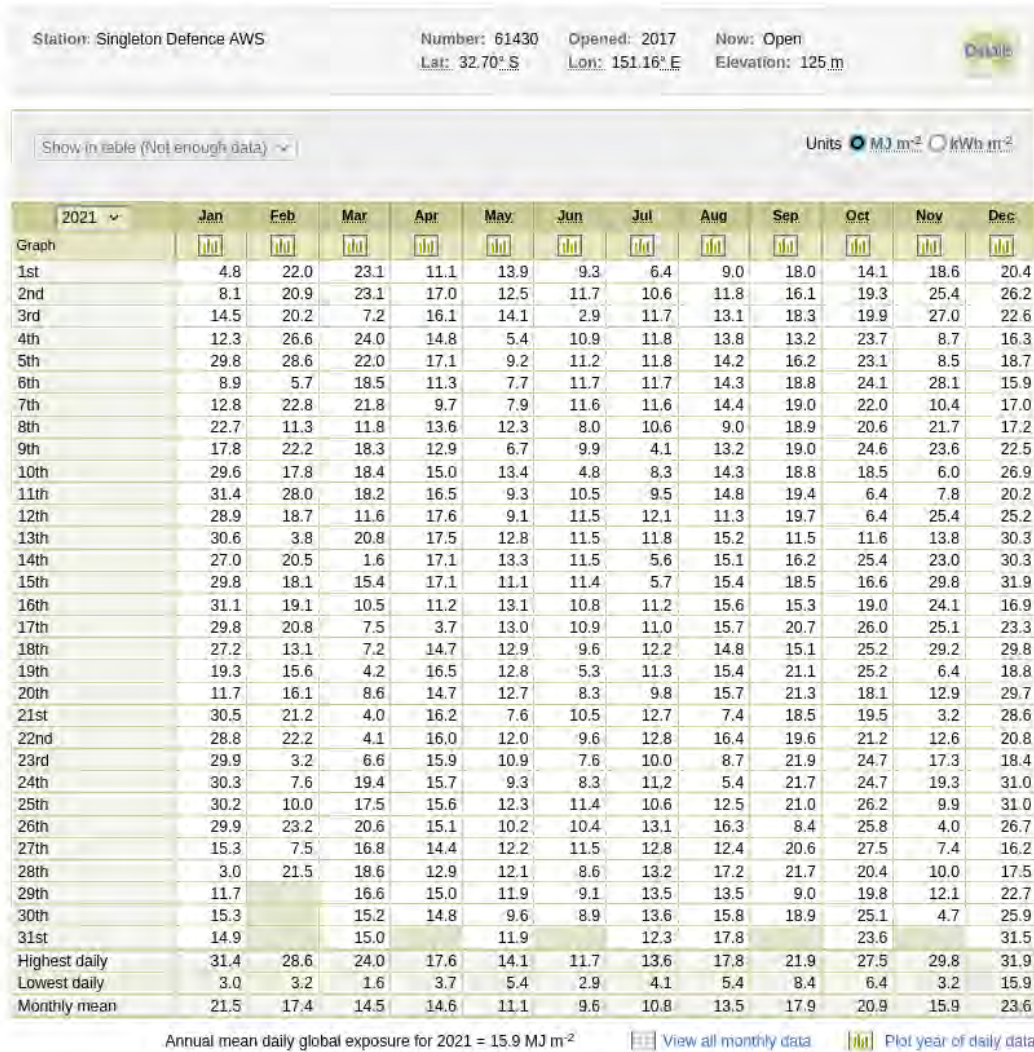 Station: Singleton Defence AWS Number: 61430 Opened: 2017 Now: Open
Lat: 32.70° S Lon: 151.16° E Elevation: 125 m
Details
Show in table (Not enough data) Units MJ m-2 kWh m-2
2021 Jan Feb Mar Apr May Jun Jul Aug Sep Oct Nov Dec
Graph
1st 4.8 22.0 23.1 11.1 13.9 9.3 6.4 9.0 18.0 14.1 18.6 20.4
2nd 8.1 20.9 23.1 17.0 12.5 11.7 10.6 11.8 16.1 19.3 25.4 26.2
3rd 14.5 20.2 7.2 16.1 14.1 2.9 11.7 13.1 18.3 19.9 27.0 22.6
4th 12.3 26.6 24.0 14.8 5.4 10.9 11.8 13.8 13.2 23.7 8.7 16.3
5th 29.8 28.6 22.0 17.1 9.2 11.2 11.8 14.2 16.2 23.1 8.5 18.7
6th 8.9 5.7 18.5 11.3 7.7 11.7 11.7 14.3 18.8 24.1 28.1 15.9
7th 12.8 22.8 21.8 9.7 7.9 11.6 11.6 14.4 19.0 22.0 10.4 17.0
8th 22.7 11.3 11.8 13.6 12.3 8.0 10.6 9.0 18.9 20.6 21.7 17.2
9th 17.8 22.2 18.3 12.9 6.7 9.9 4.1 13.2 19.0 24.6 23.6 22.5
10th 29.6 17.8 18.4 15.0 13.4 4.8 8.3 14.3 18.8 18.5 6.0 26.9
11th 31.4 28.0 18.2 16.5 9.3 10.5 9.5 14.8 19.4 6.4 7.8 20.2
12th 28.9 18.7 11.6 17.6 9.1 11.5 12.1 11.3 19.7 6.4 25.4 25.2
13th 30.6 3.8 20.8 17.5 12.8 11.5 11.8 15.2 11.5 11.6 13.8 30.3
14th 27.0 20.5 1.6 17.1 13.3 11.5 5.6 15.1 16.2 25.4 23.0 30.3
15th 29.8 18.1 15.4 17.1 11.1 11.4 5.7 15.4 18.5 16.6 29.8 31.9
16th 31.1 19.1 10.5 11.2 13.1 10.8 11.2 15.6 15.3 19.0 24.1 16.9
17th 29.8 20.8 7.5 3.7 13.0 10.9 11.0 15.7 20.7 26.0 25.1 23.3
18th 27.2 13.1 7.2 14.7 12.9 9.6 12.2 14.8 15.1 25.2 29.2 29.8
19th 19.3 15.6 4.2 16.5 12.8 5.3 11.3 15.4 21.1 25.2 6.4 18.8
20th 11.7 16.1 8.6 14.7 12.7 8.3 9.8 15.7 21.3 18.1 12.9 29.7
21st 30.5 21.2 4.0 16.2 7.6 10.5 12.7 7.4 18.5 19.5 3.2 28.6
22nd 28.8 22.2 4.1 16.0 12.0 9.6 12.8 16.4 19.6 21.2 12.6 20.8
23rd 29.9 3.2 6.6 15.9 10.9 7.6 10.0 8.7 21.9 24.7 17.3 18.4
24th 30.3 7.6 19.4 15.7 9.3 8.3 11.2 5.4 21.7 24.7 19.3 31.0
25th 30.2 10.0 17.5 15.6 12.3 11.4 10.6 12.5 21.0 26.2 9.9 31.0
26th 29.9 23.2 20.6 15.1 10.2 10.4 13.1 16.3 8.4 25.8 4.0 26.7
27th 15.3 7.5 16.8 14.4 12.2 11.5 12.8 12.4 20.6 27.5 7.4 16.2
28th 3.0 21.5 18.6 12.9 12.1 8.6 13.2 17.2 21.7 20.4 10.0 17.5
29th 11.7 16.6 15.0 11.9 9.1 13.5 13.5 9.0 19.8 12.1 22.7
30th 15.3 15.2 14.8 9.6 8.9 13.6 15.8 18.9 25.1 4.7 25.9
31st 14.9 15.0 11.9 12.3 17.8 23.6 31.5
Highest daily 31.4 28.6 24.0 17.6 14.1 11.7 13.6 17.8 21.9 27.5 29.8 31.9
Lowest daily 3.0 3.2 1.6 3.7 5.4 2.9 4.1 5.4 8.4 6.4 3.2 15.9
Monthly mean 21.5 17.4 14.5 14.6 11.1 9.6 10.8 13.5 17.9 20.9 15.9 23.6
Annual mean daily global exposure for 2021 = 15.9 MJ m-2 View all monthly data Plot year of daily data